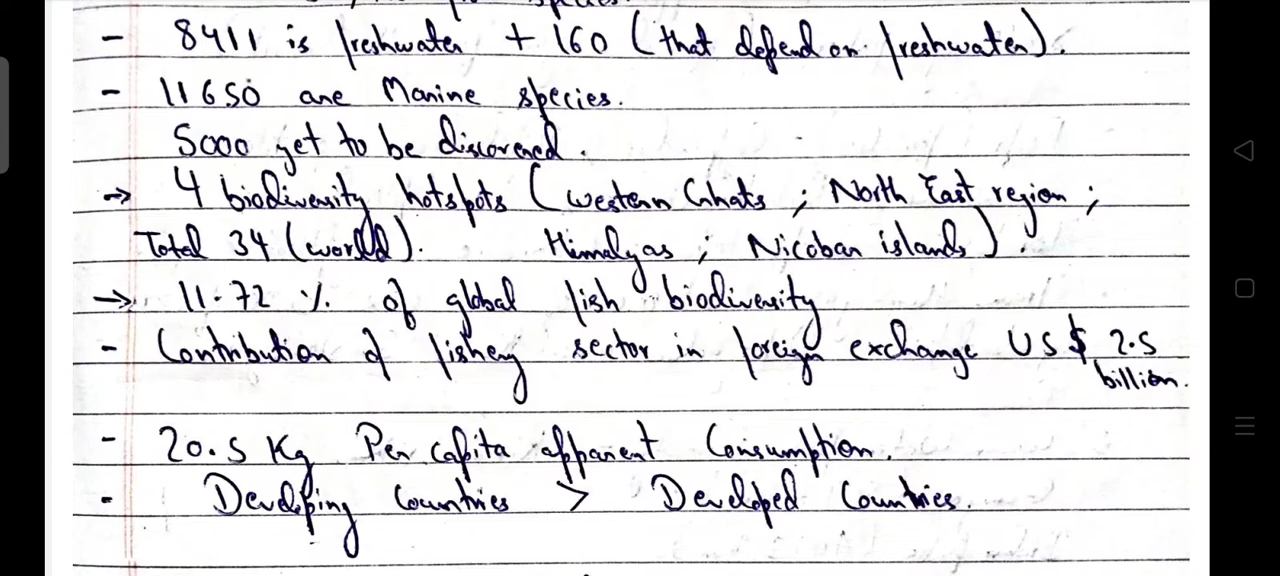 - 8411 is freshwater + 160 (that depend on freshwater).
- 11650 are Marine species.
5000 yet to be discovered.
→ 4 biodiversity hotspots (Western Ghats ; North East region ;
Total 34 (world). Himalyas ; Nicobar islands).
→ 11.72 % of global fish biodiversity
- Contribution of fishery sector in foreign exchange US $ 2.5
billion.
- 20.5 Kg Per capita apparent Consumption.
- Developing Countries > Developed Countries.